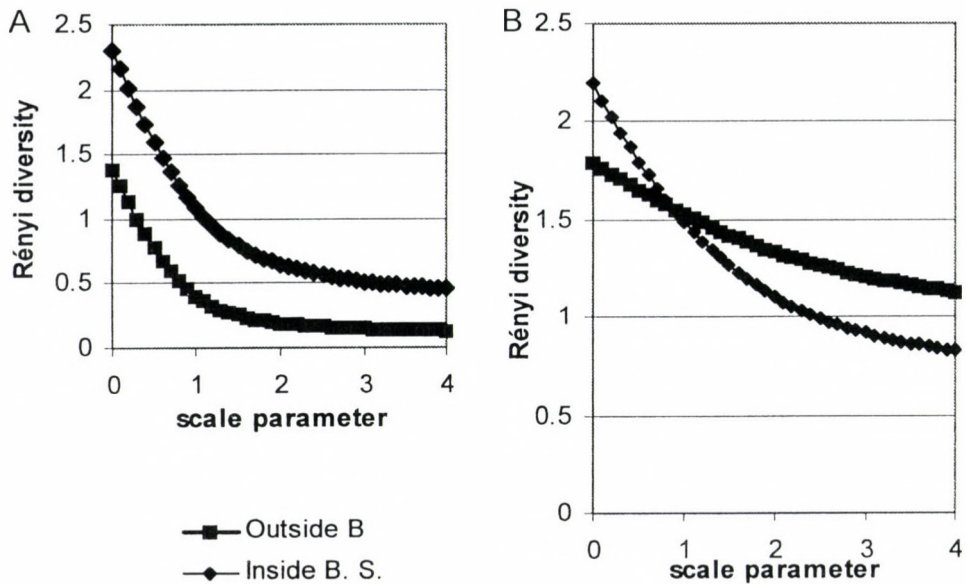 A
2.5
2
1.5
1
0.5
0
Rényi diversity
0 1 2 3 4
scale parameter
B
2.5
2
1.5
1
0.5
0
Rényi diversity
0 1 2 3 4
scale parameter
Outside B
Inside B. S.